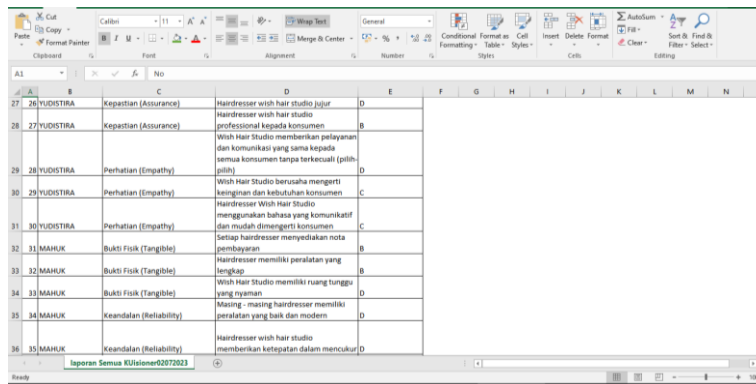 Cut
Copy
Format Painter
Paste
Clipboard
Calibri
11
B I U
Font
Wrap Text
Merge & Center
Alignment
General
% ,
Number
Conditional Formatting
Format as Table
Cell Styles
Styles
Insert
Delete
Format
Cells
AutoSum
Fill
Clear
Sort & Filter
Find & Select
Editing
A1
fx No
A B C D E F G H I J K L M N
27 26 YUDISTIRA Kepastian (Assurance) Hairdresser wish hair studio jujur D
28 27 YUDISTIRA Kepastian (Assurance) Hairdresser wish hair studio
professional kepada konsumen B
29 28 YUDISTIRA Perhatian (Empathy) Wish Hair Studio memberikan pelayanan
dan komunikasi yang sama kepada
semua konsumen tanpa terkecuali (pilih-
pilih) D
30 29 YUDISTIRA Perhatian (Empathy) Wish Hair Studio berusaha mengerti
keinginan dan kebutuhan konsumen C
31 30 YUDISTIRA Perhatian (Empathy) Hairdresser Wish Hair Studio
menggunakan bahasa yang komunikatif
dan mudah dimengerti konsumen C
32 31 MAHUK Bukti Fisik (Tangible) Setiap hairdresser menyediakan nota
pembayaran B
33 32 MAHUK Bukti Fisik (Tangible) Hairdresser memiliki peralatan yang
lengkap B
34 33 MAHUK Bukti Fisik (Tangible) Wish Hair Studio memiliki ruang tunggu
yang nyaman D
35 34 MAHUK Keandalan (Reliability) Masing - masing hairdresser memiliki
peralatan yang baik dan modern D
36 35 MAHUK Keandalan (Reliability) Hairdresser wish hair studio
memberikan ketepatan dalam mencukur D
laporan Semua KUisioner02072023
Ready